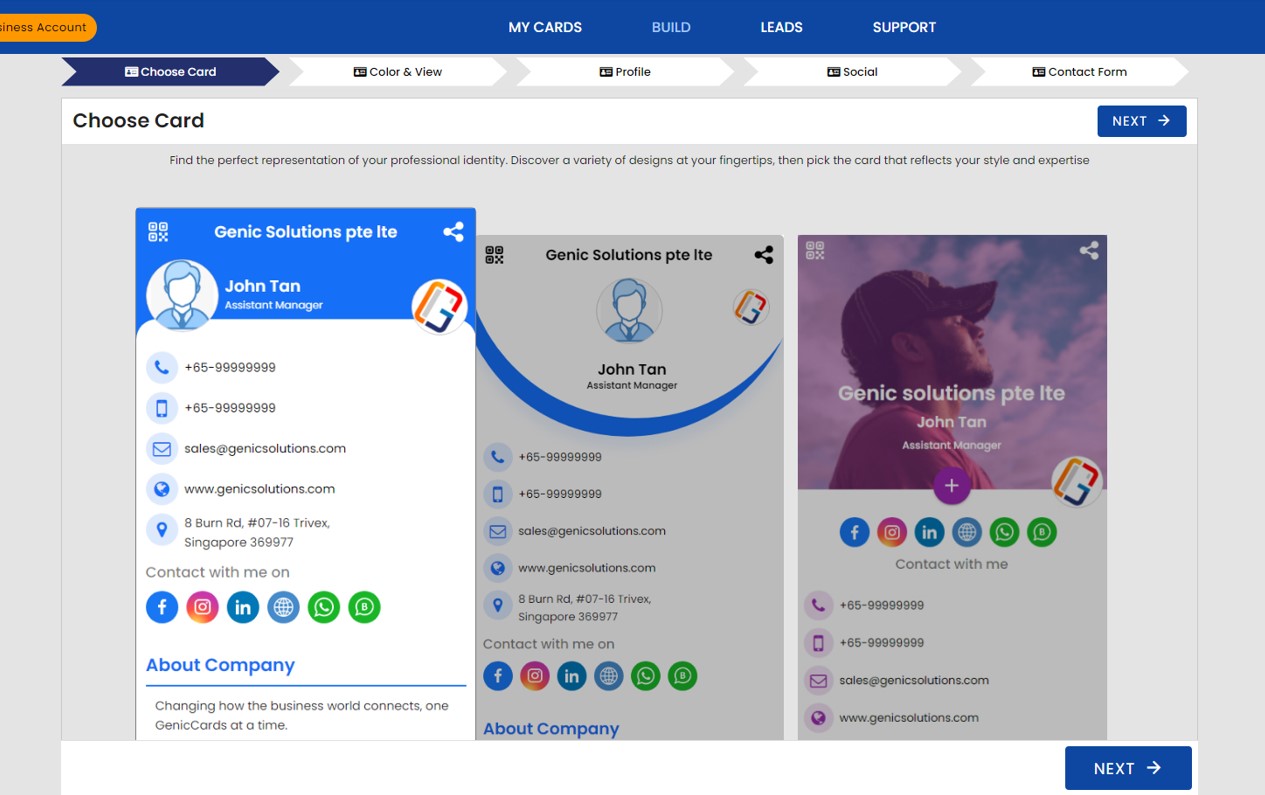 siness Account
MY CARDS
BUILD
LEADS
SUPPORT
Choose Card
Color & View
Profile
Social
Contact Form
Choose Card
NEXT
Find the perfect representation of your professional identity. Discover a variety of designs at your fingertips, then pick the card that reflects your style and expertise
Genic Solutions pte lte
John Tan
Assistant Manager
+65-99999999
+65-99999999
sales@genicsolutions.com
www.genicsolutions.com
8 Burn Rd, #07-16 Trivex,
Singapore 369977
Contact with me on
About Company
Changing how the business world connects, one
GenicCards at a time.
Genic Solutions pte lte
John Tan
Assistant Manager
+65-99999999
+65-99999999
sales@genicsolutions.com
www.genicsolutions.com
8 Burn Rd, #07-16 Trivex,
Singapore 369977
Contact with me on
About Company
Genic solutions pte lte
John Tan
Assistant Manager
Contact with me
+65-99999999
+65-99999999
sales@genicsolutions.com
www.genicsolutions.com
NEXT